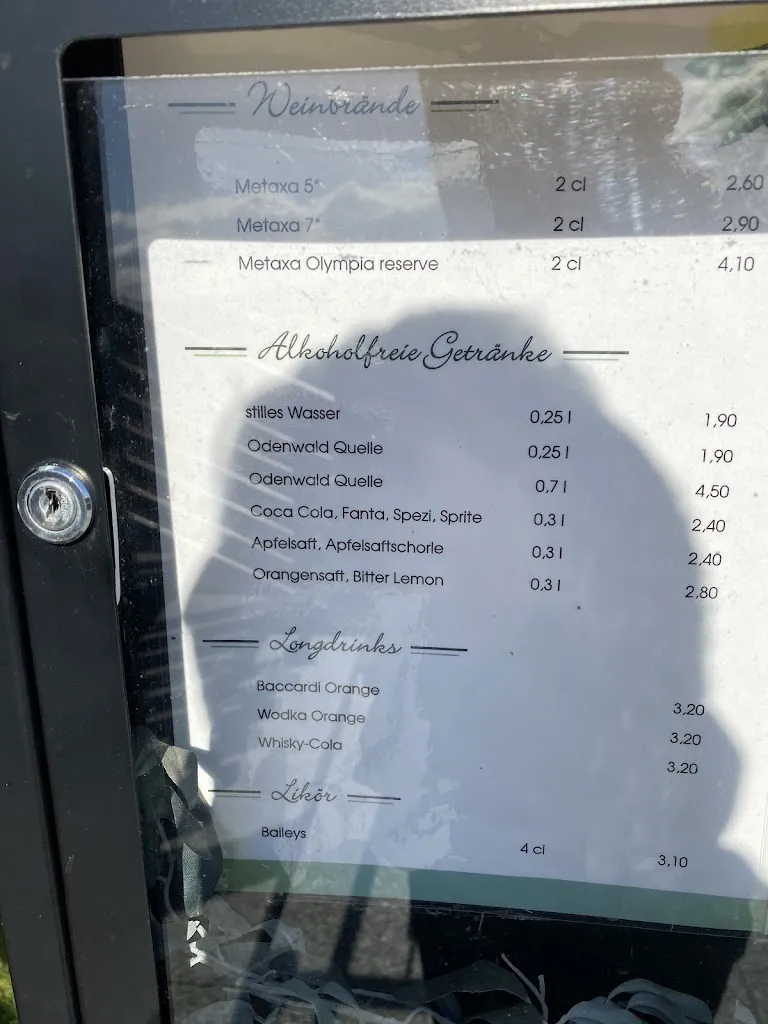 Weinbrände
Metaxa 5* 2 cl 2,60
Metaxa 7* 2 cl 2,90
Metaxa Olympia reserve 2 cl 4,10
Alkoholfreie Getränke
stilles Wasser 0,25 l 1,90
Odenwald Quelle 0,25 l 1,90
Odenwald Quelle 0,7 l 4,50
Coca Cola, Fanta, Spezi, Sprite 0,3 l 2,40
Apfelsaft, Apfelsaftschorle 0,3 l 2,40
Orangensaft, Bitter Lemon 0,3 l 2,80
Longdrinks
Baccardi Orange 3,20
Wodka Orange 3,20
Whisky-Cola 3,20
Likör
Baileys 4 cl 3,10